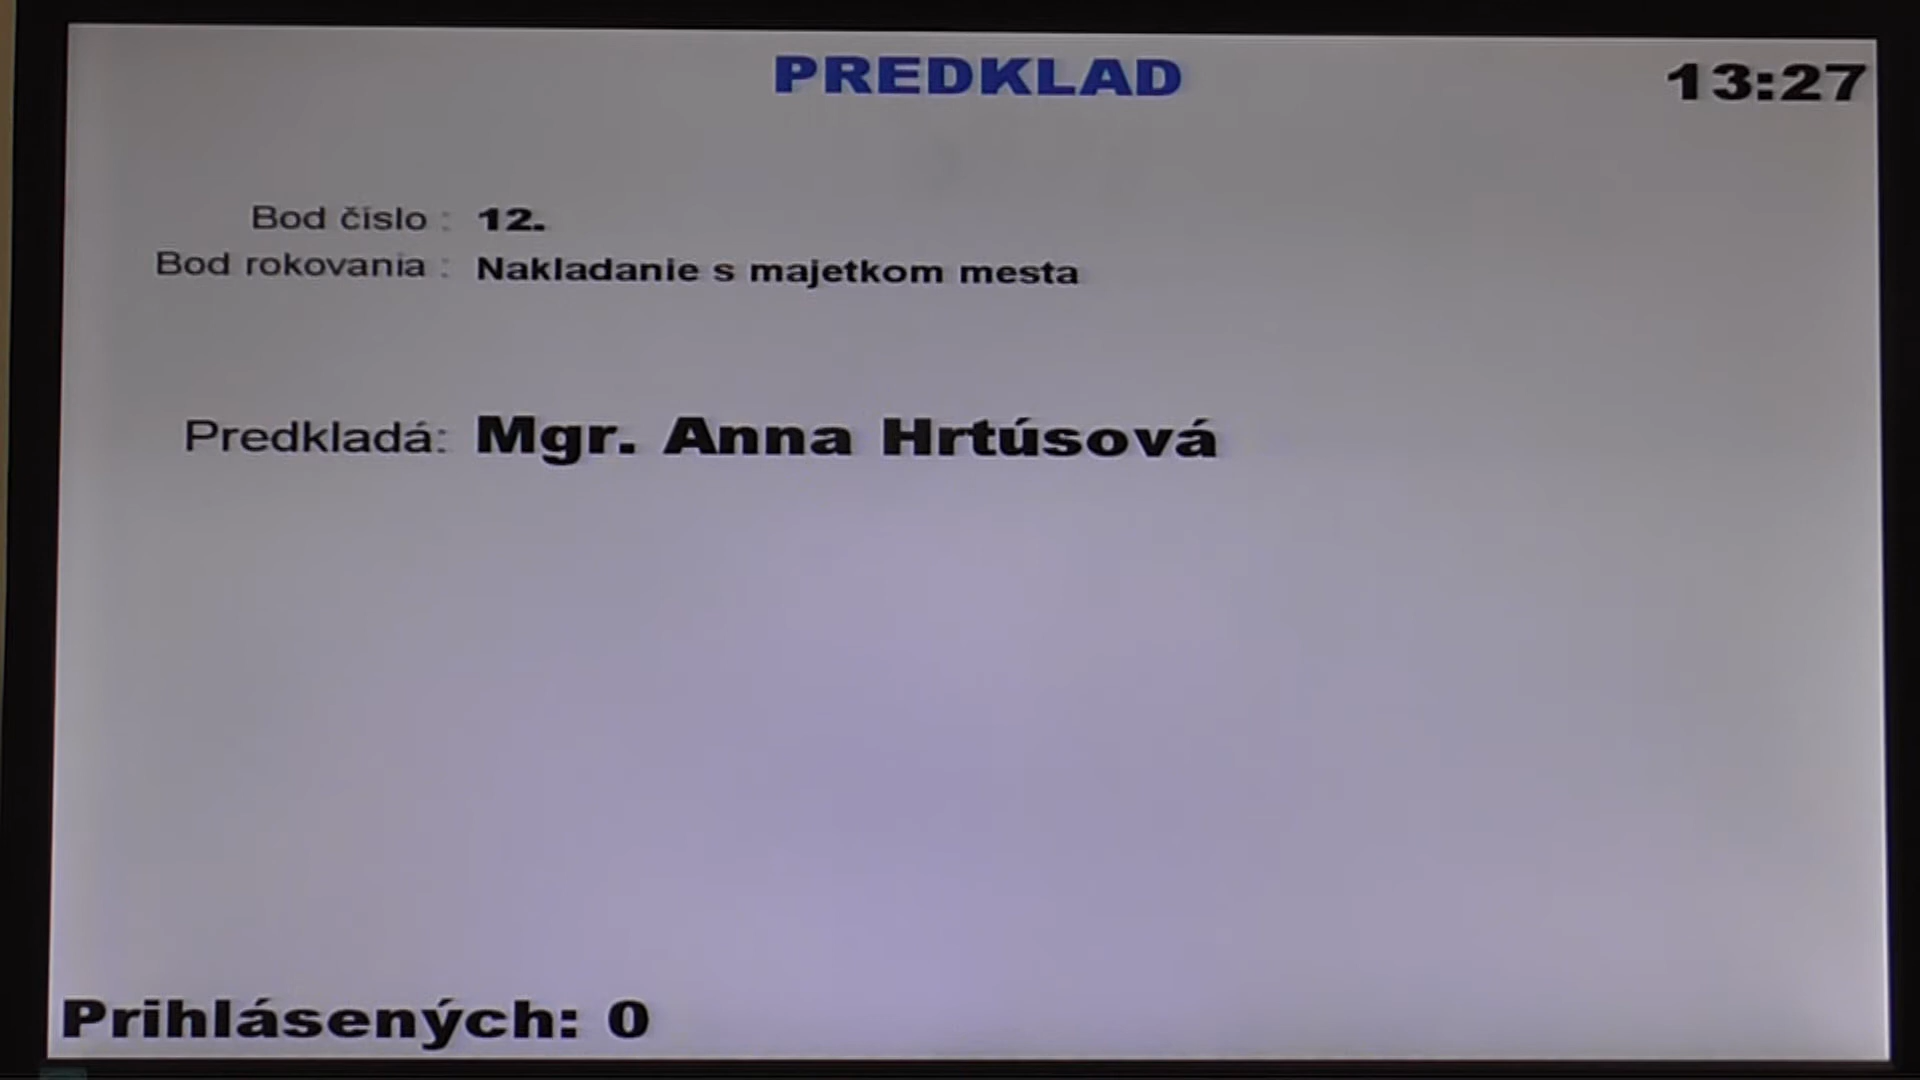 PREDKLAD
13:27
Bod číslo : 12.
Bod rokovania : Nakladanie s majetkom mesta
Predkladá: Mgr. Anna Hrtúsová
Prihlásených: 0